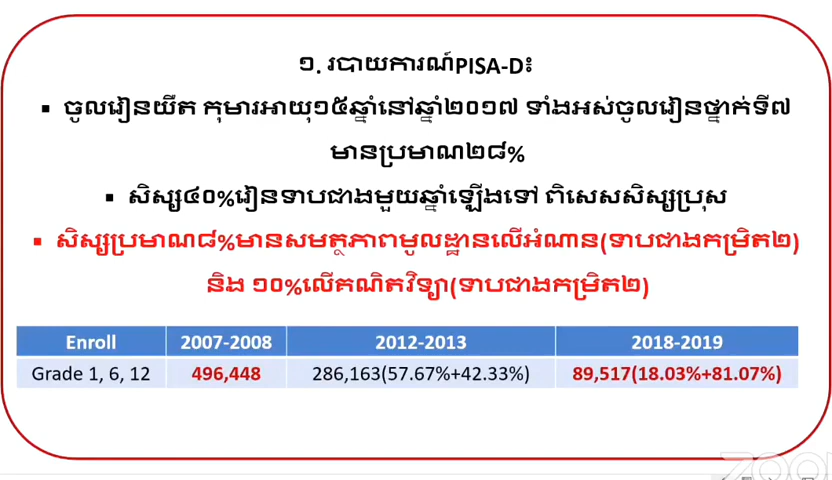 ១. របាយការណ៍PISA-D៖
▪ ចូលរៀនយឺត កុមារអាយុ១៥ឆ្នាំនៅឆ្នាំ២០១៧ ទាំងអស់ចូលរៀនថ្នាក់ទី៧
មានប្រមាណ២៨%
▪ សិស្ស៤០%រៀនទាបជាងមួយឆ្នាំឡើងទៅ ពិសេសសិស្សប្រុស
▪ សិស្សប្រមាណ៨%មានសមត្ថភាពមូលដ្ឋានលើអំណាន(ទាបជាងកម្រិត២)
និង ១០%លើគណិតវិទ្យា(ទាបជាងកម្រិត២)
Enroll 2007-2008 2012-2013 2018-2019
Grade 1, 6, 12 496,448 286,163(57.67%+42.33%) 89,517(18.03%+81.07%)
ZOOM